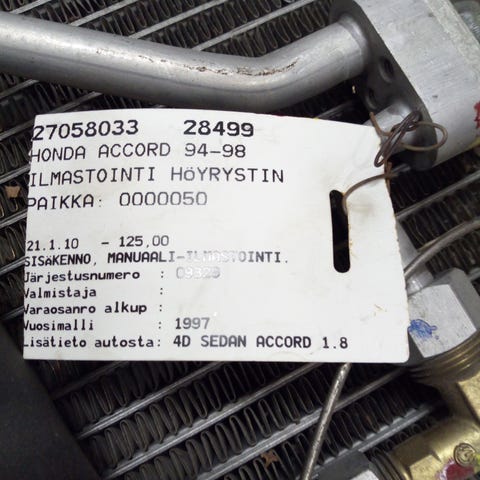 27058033 28499
HONDA ACCORD 94-98
ILMASTOINTI HöYRYSTIN
PAIKKA: 0000050
21.1.10 - 125,00
SISÄKENNO, MANUAALI-ILMASTOINTI.
Järjestusnumero : 09329
Valmistaja :
Varaosanro alkup :
Vuosimalli : 1997
Lisätieto autosta: 4D SEDAN ACCORD 1.8